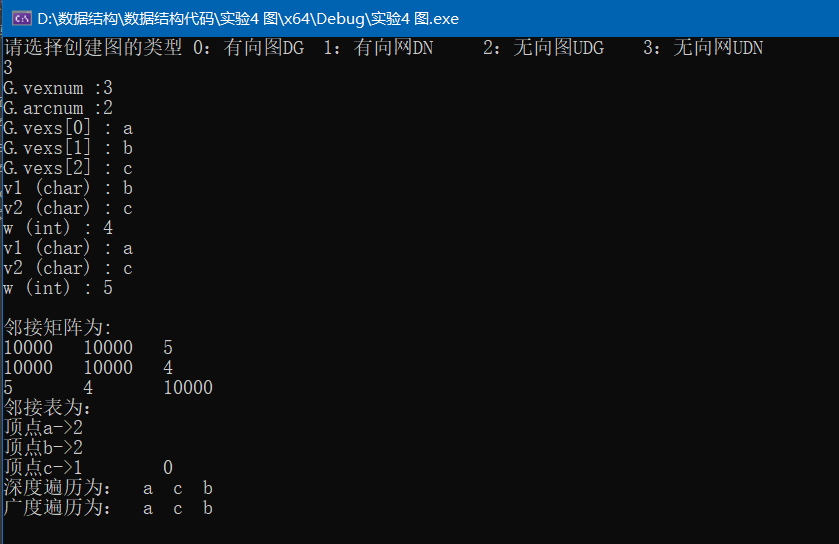 D:\数据结构\数据结构代码\实验4 图\x64\Debug\实验4 图.exe
请选择创建图的类型 0：有向图DG 1：有向网DN 2：无向图UDG 3：无向网UDN
3
G.vexnum :3
G.arcnum :2
G.vexs[0] : a
G.vexs[1] : b
G.vexs[2] : c
v1 (char) : b
v2 (char) : c
w (int) : 4
v1 (char) : a
v2 (char) : c
w (int) : 5
邻接矩阵为:
10000 10000 5
10000 10000 4
5 4 10000
邻接表为：
顶点a->2
顶点b->2
顶点c->1 0
深度遍历为： a c b
广度遍历为： a c b